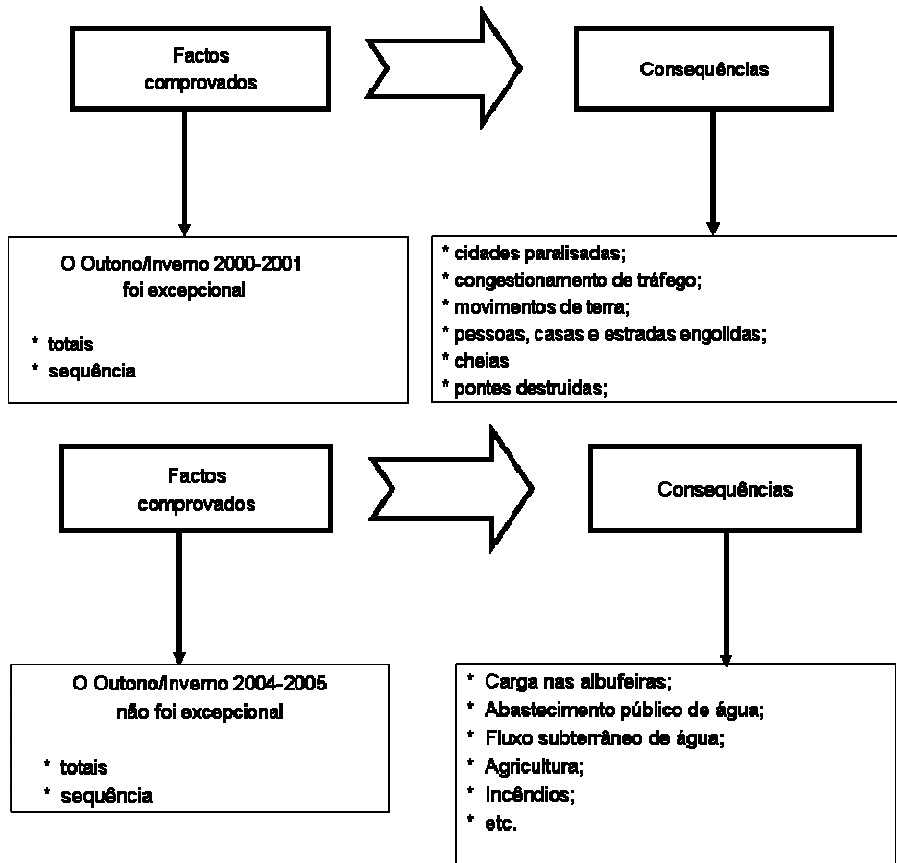 Factos
comprovados
Consequências
O Outono/Inverno 2000-2001
foi excepcional
* totais
* sequência
* cidades paralisadas;
* congestionamento de tráfego;
* movimentos de terra;
* pessoas, casas e estradas engolidas;
* cheias
* pontes destruidas;
Factos
comprovados
Consequências
O Outono/Inverno 2004-2005
não foi excepcional
* totais
* sequência
* Carga nas albufeiras;
* Abastecimento público de água;
* Fluxo subterrâneo de água;
* Agricultura;
* Incêndios;
* etc.